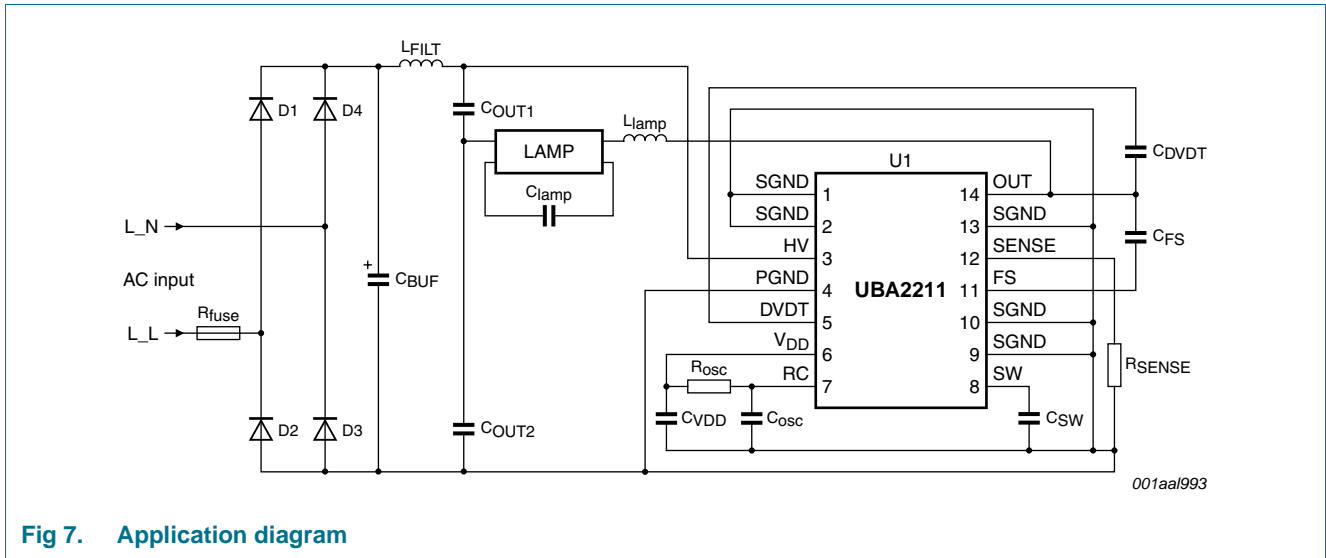 LFILT
D1
D4
COUT1
Llamp
LAMP
Clamp
CDVDT
U1
SGND
1
14
OUT
SGND
2
13
SGND
L_N
HV
3
12
SENSE
CFS
AC input
+
CBUF
PGND
4
UBA2211
11
FS
DVDT
5
10
SGND
Rfuse
L_L
VDD
6
9
SGND
Rosc
RC
7
8
SW
RSENSE
D2
D3
COUT2
CVDD
Cosc
CSW
001aal993
Fig 7. Application diagram